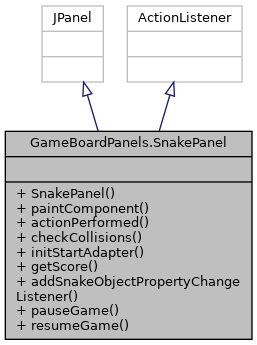 JPanel
ActionListener
GameBoardPanels.SnakePanel
+ SnakePanel()
+ paintComponent()
+ actionPerformed()
+ checkCollisions()
+ initStartAdapter()
+ getScore()
+ addSnakeObjectPropertyChange
Listener()
+ pauseGame()
+ resumeGame()